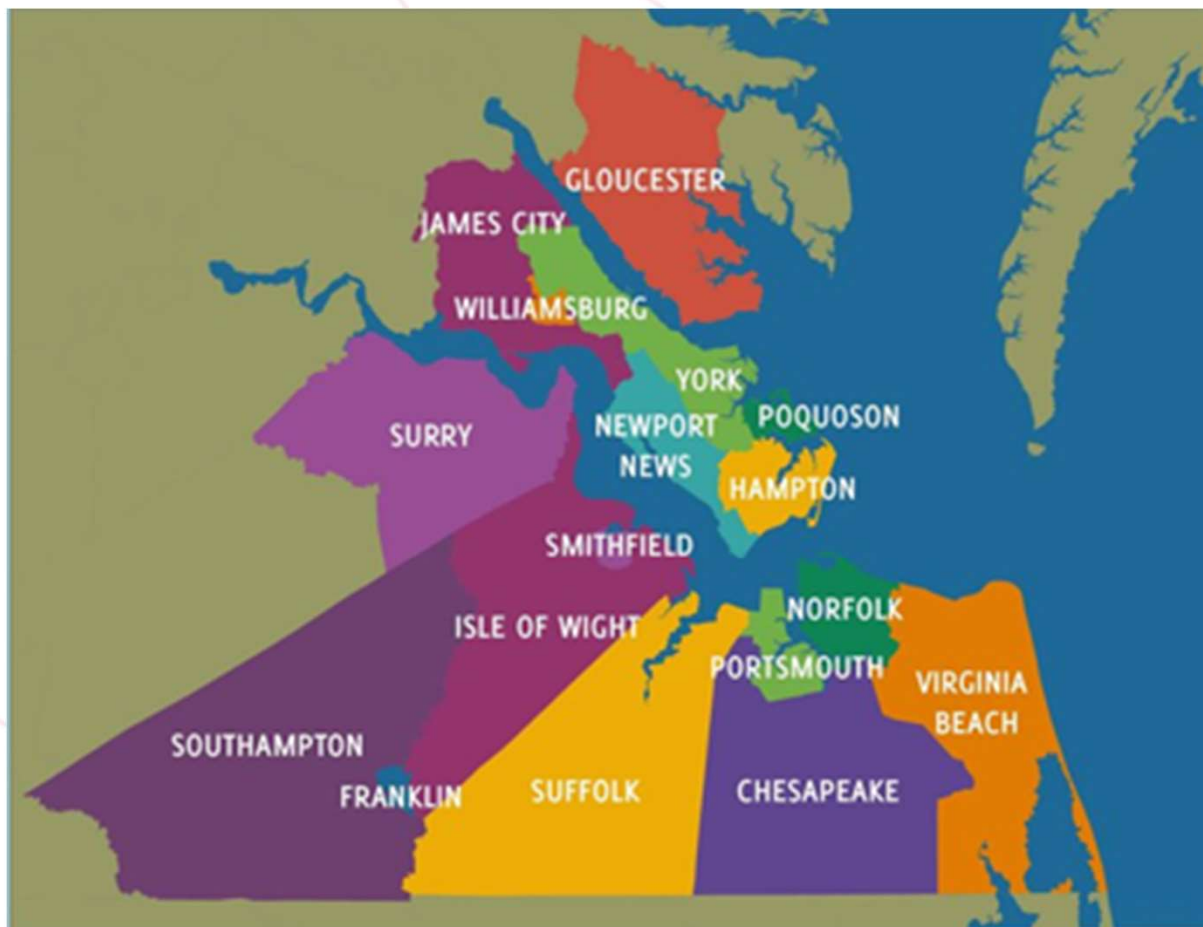 GLOUCESTER
JAMES CITY
WILLIAMSBURG
YORK
POQUOSON
NEWPORT
NEWS
SURRY
HAMPTON
SMITHFIELD
NORFOLK
ISLE OF WIGHT
PORTSMOUTH
VIRGINIA
BEACH
SOUTHAMPTON
FRANKLIN
SUFFOLK
CHESAPEAKE